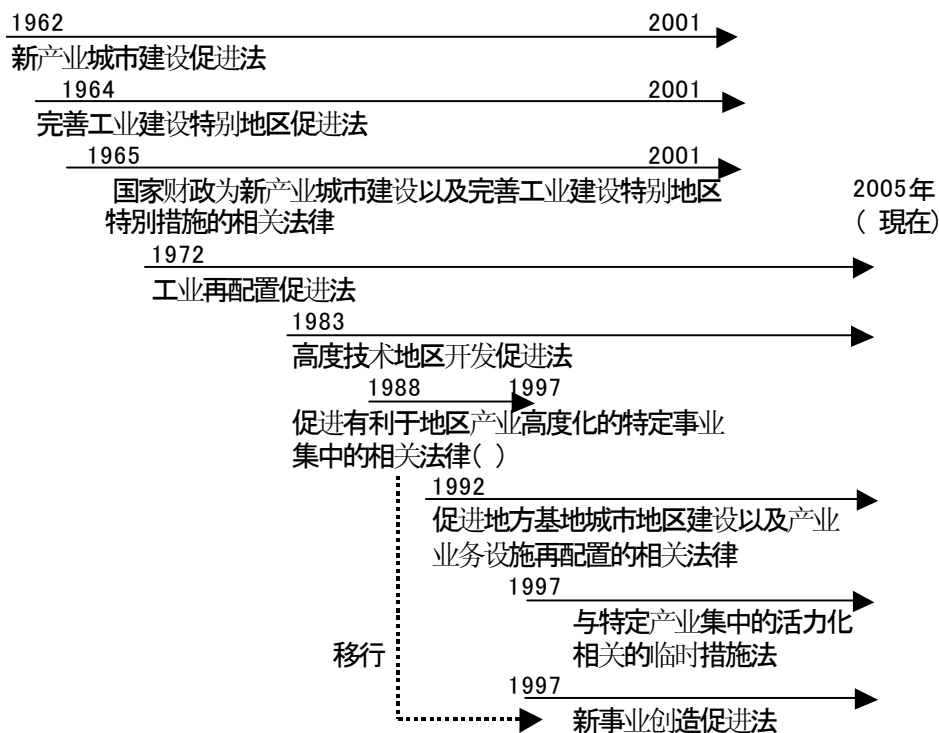 1962 2001
新产业城市建设促进法
1964 2001
完善工业建设特别地区促进法
1965 2001
国家财政为新产业城市建设以及完善工业建设特别地区
特别措施的相关法律
2005年
( 現在)
1972
工业再配置促进法
1983
高度技术地区开发促进法
1988 1997
促进有利于地区产业高度化的特定事业
集中的相关法律( )
1992
促进地方基地城市地区建设以及产业
业务设施再配置的相关法律
1997
与特定产业集中的活力化
相关的临时措施法
移行
1997
新事业创造促进法